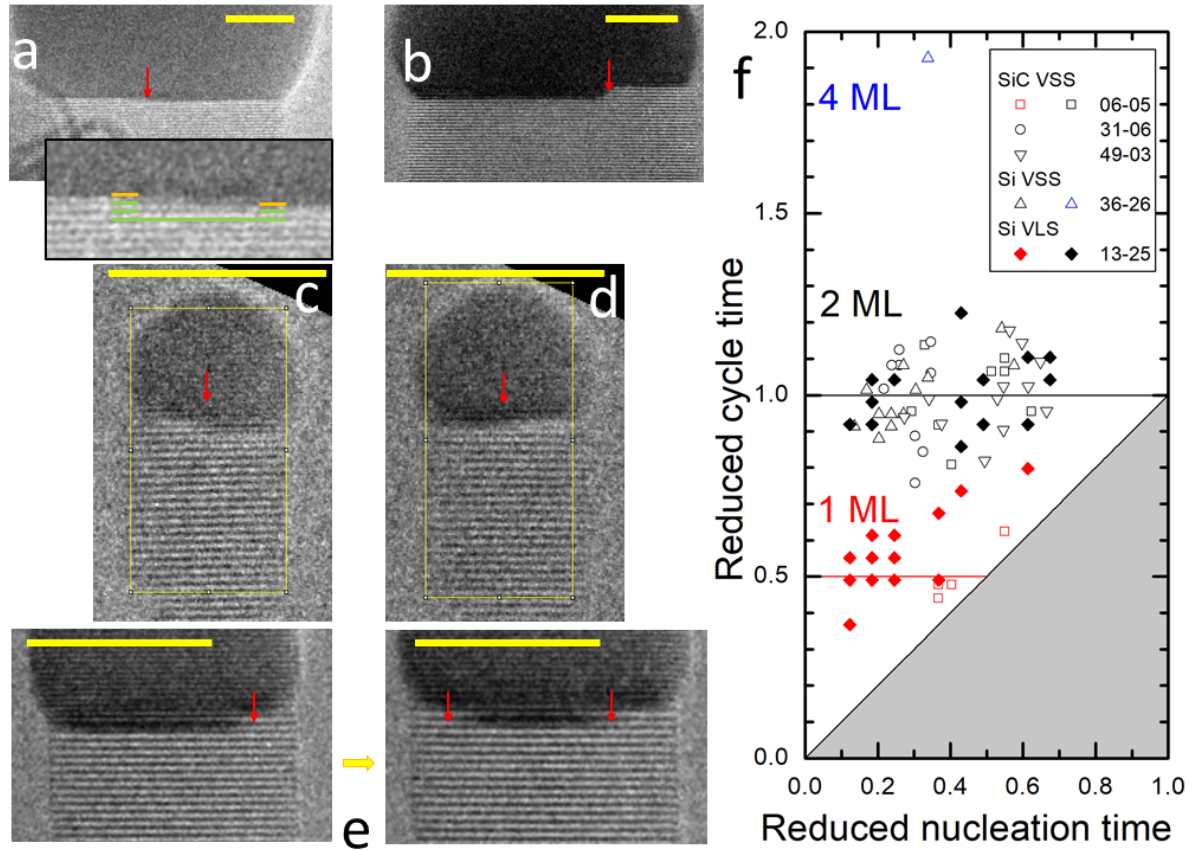 a
b
c
d
e
f
2.0
1.5
1.0
0.5
0.0
0.0
0.2
0.4
0.6
0.8
1.0
Reduced cycle time
Reduced nucleation time
4 ML
2 ML
1 ML
SiC VSS
06-05
31-06
49-03
Si VSS
36-26
Si VLS
13-25